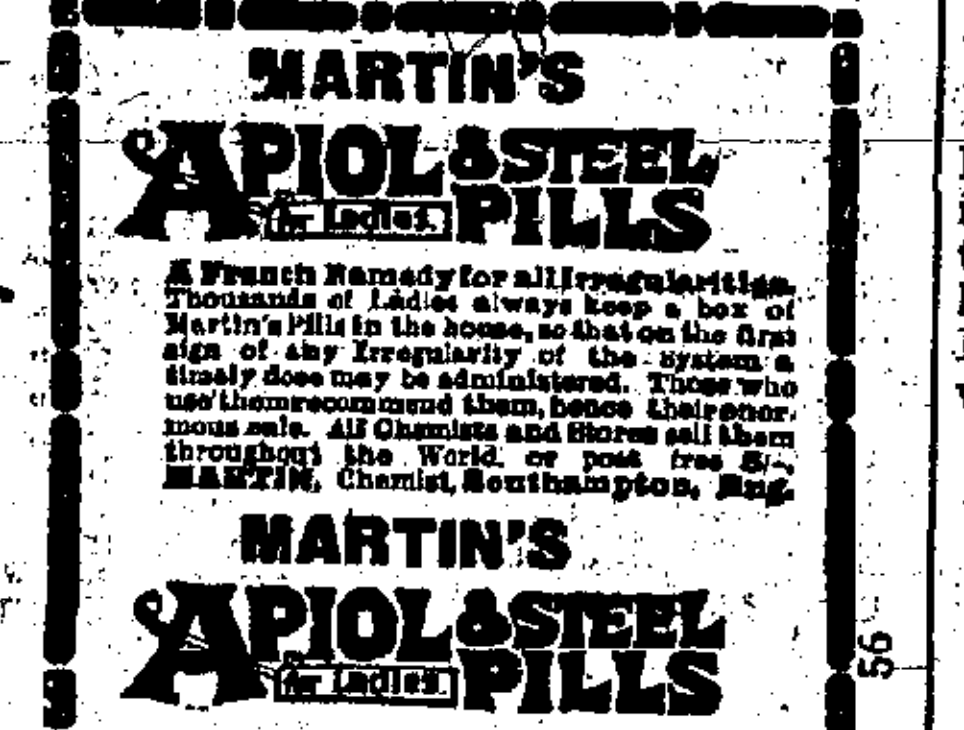 MARTIN'S
APIOL & STEEL
for Ladies. PILLS
A French Remedy for all Irregularities.
Thousands of Ladies always keep a box of
Martin's Pills in the house, so that on the first
sign of any Irregularity of the System a
timely dose may be administered. Those who
use them recommend them, hence their enor-
mous sale. All Chemists and Stores sell them
throughout the World, or post free 5/-,
MARTIN, Chemist, Southampton, Eng.
MARTIN'S
APIOL & STEEL
for Ladies. PILLS
56